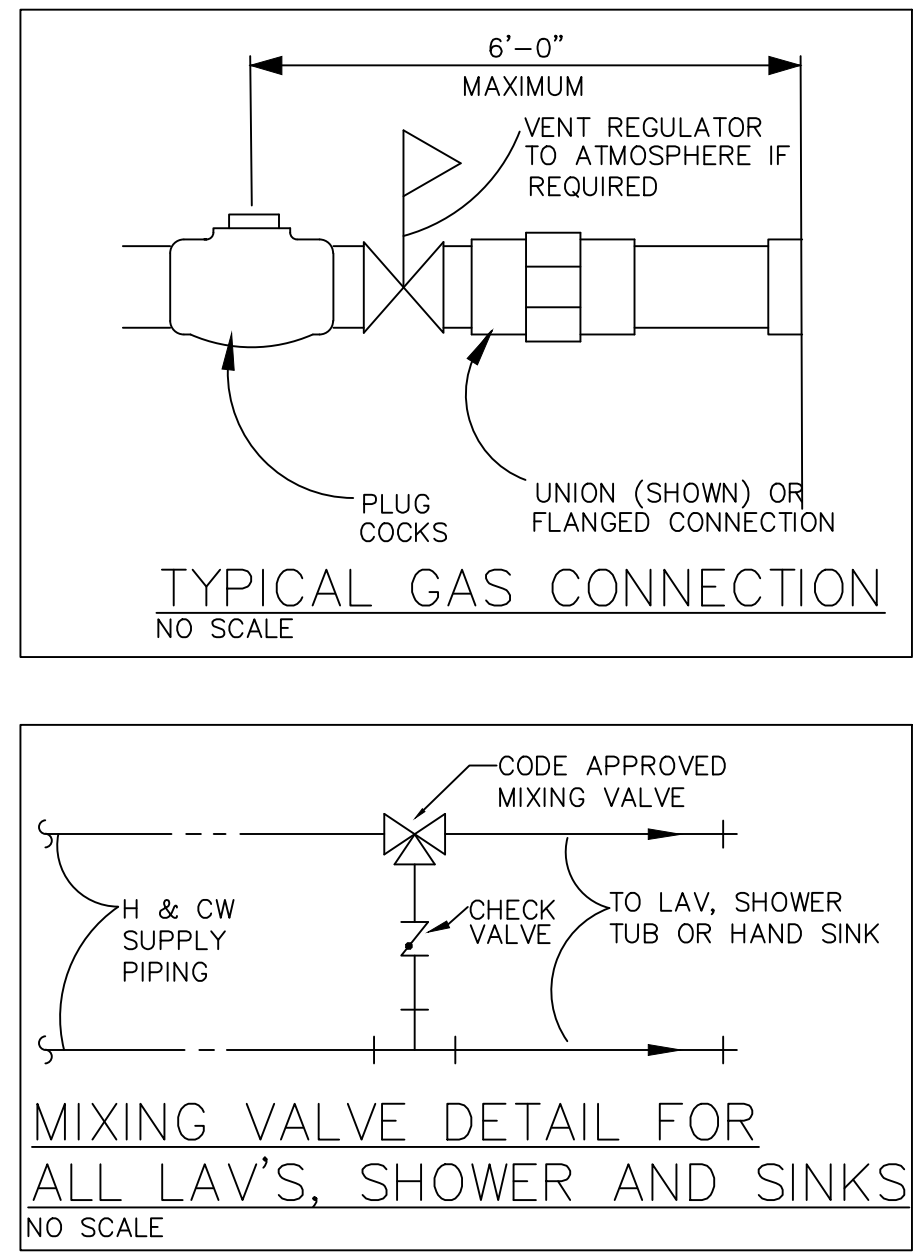 6'-0"
MAXIMUM
VENT REGULATOR
TO ATMOSPHERE IF
REQUIRED
PLUG
COCKS
UNION (SHOWN) OR
FLANGED CONNECTION
TYPICAL GAS CONNECTION
NO SCALE
CODE APPROVED
MIXING VALVE
H & CW
SUPPLY
PIPING
CHECK
VALVE
TO LAV, SHOWER
TUB OR HAND SINK
MIXING VALVE DETAIL FOR
ALL LAV'S, SHOWER AND SINKS
NO SCALE